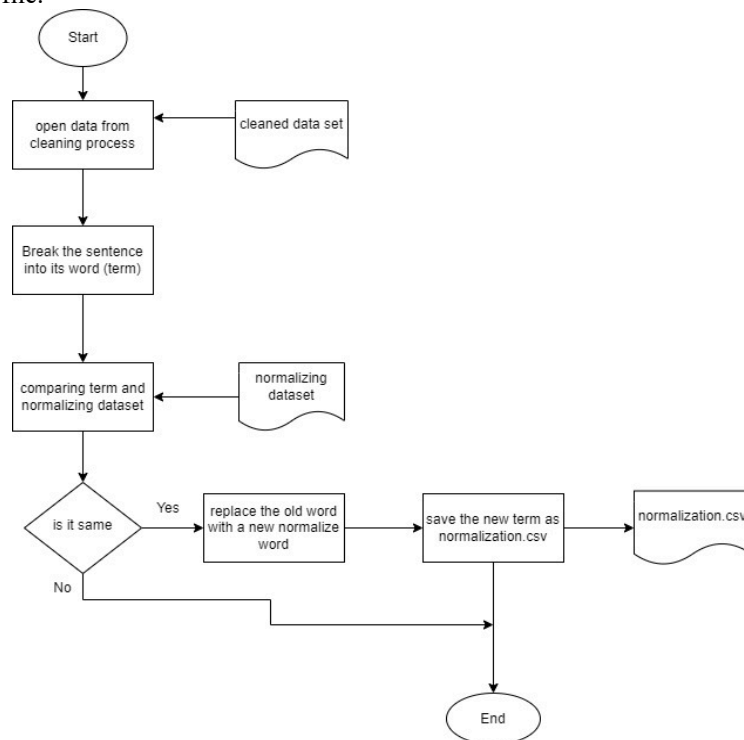 Start
open data from
cleaning process
cleaned data set
Break the sentence
into its word (term)
comparing term and
normalizing dataset
normalizing
dataset
is it same
Yes
replace the old word
with a new normalize
word
save the new term as
normalization.csv
normalization.csv
No
End